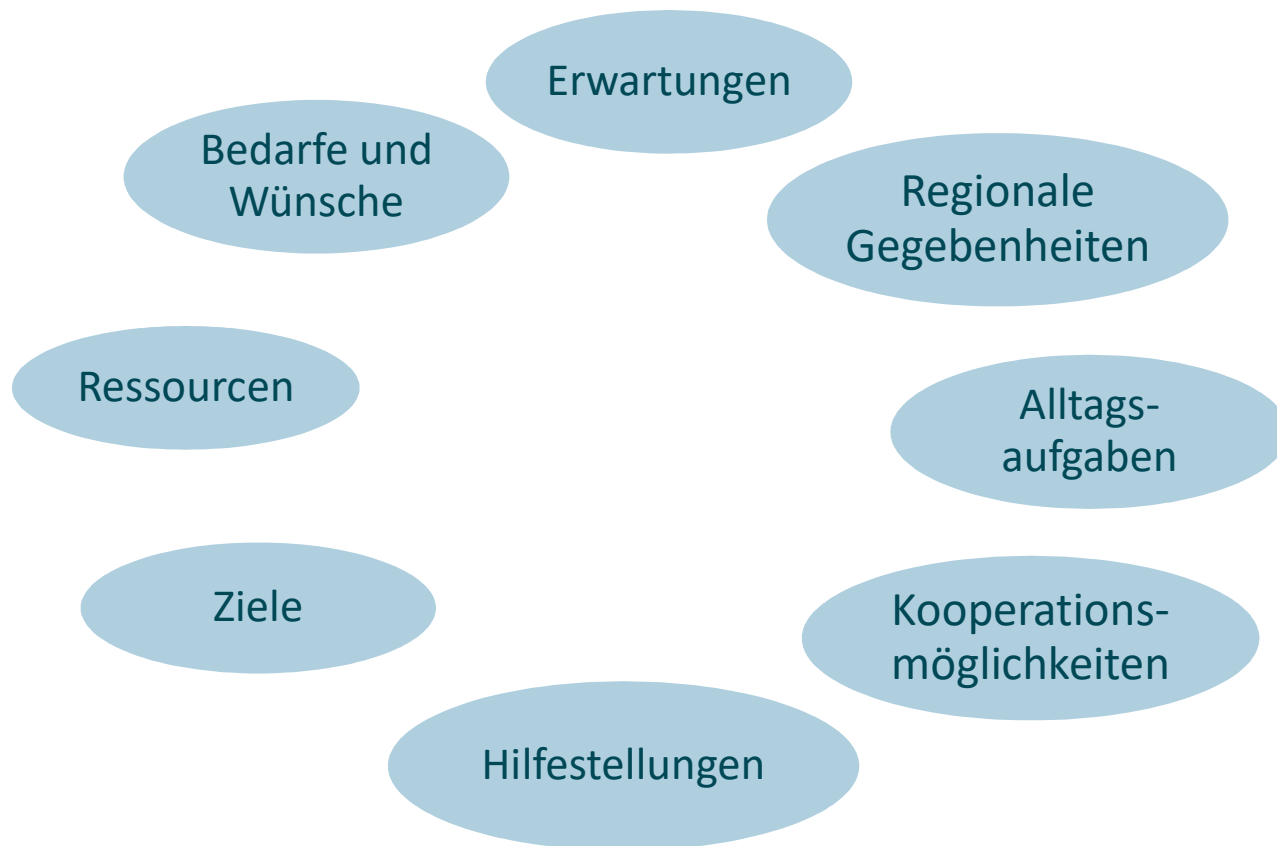 Erwartungen
Bedarfe und
Wünsche
Regionale
Gegebenheiten
Ressourcen
Alltags-
aufgaben
Ziele
Kooperations-
möglichkeiten
Hilfestellungen